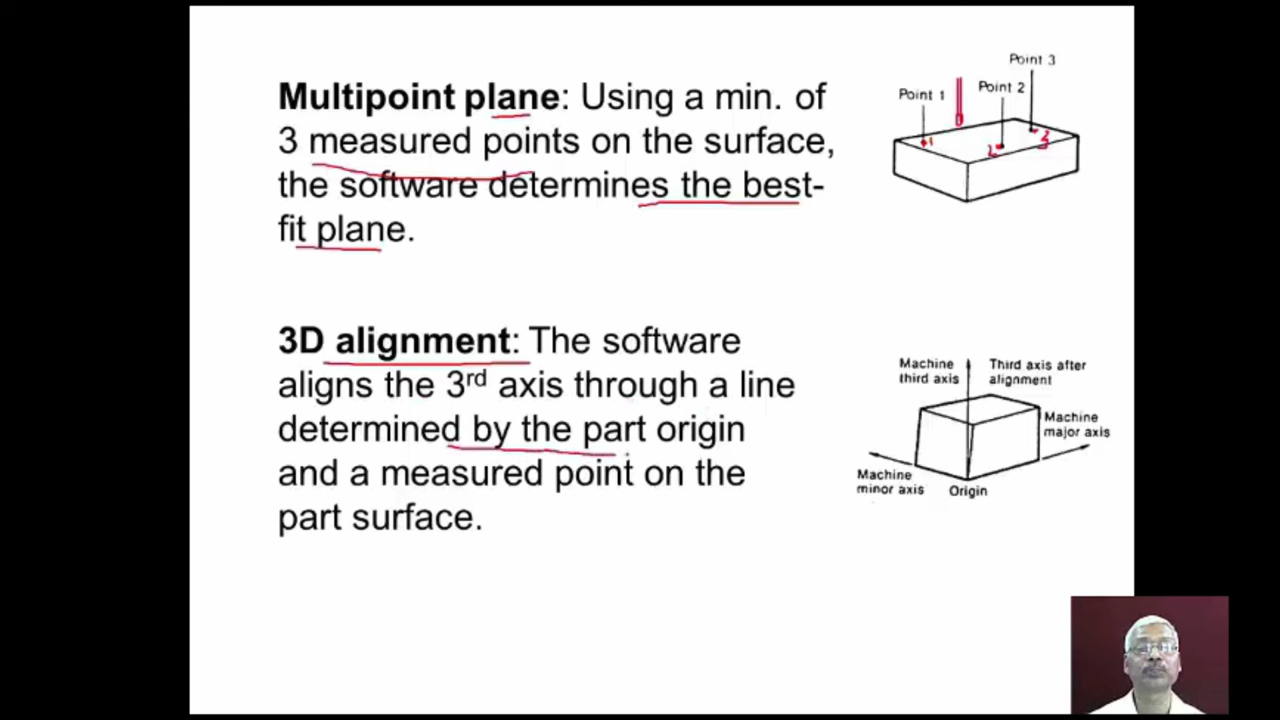 Multipoint plane: Using a min. of
3 measured points on the surface,
the software determines the best-
fit plane.
Point 1
Point 2
Point 3
1
2
3
3D alignment: The software
aligns the 3rd axis through a line
determined by the part origin
and a measured point on the
part surface.
Machine
third axis
Third axis after
alignment
Machine
major axis
Machine
minor axis
Origin